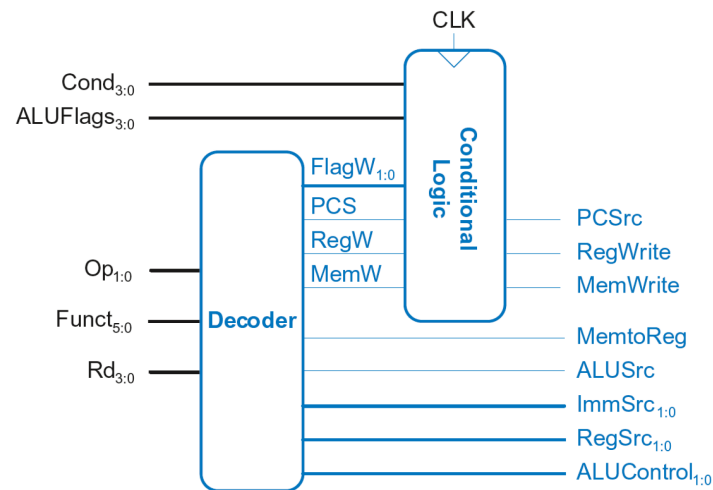 CLK
Cond3:0
ALUFlags3:0
Conditional
Logic
FlagW1:0
PCS
PCSrc
RegW
RegWrite
Op1:0
MemW
MemWrite
Funct5:0
Decoder
MemtoReg
Rd3:0
ALUSrc
ImmSrc1:0
RegSrc1:0
ALUControl1:0